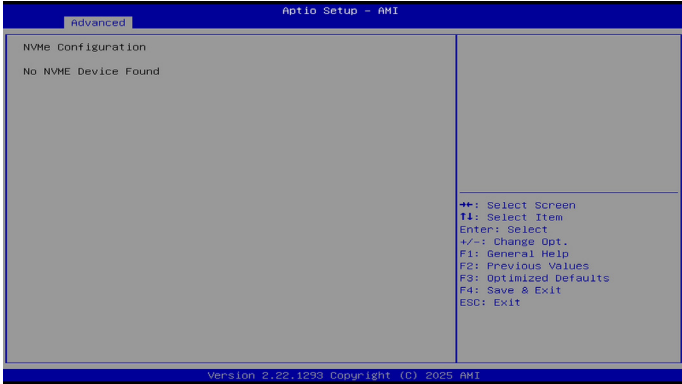 Aptio Setup – AMI
Advanced
NVMe Configuration
No NVME Device Found
→←: Select Screen
↑↓: Select Item
Enter: Select
+/-: Change Opt.
F1: General Help
F2: Previous Values
F3: Optimized Defaults
F4: Save & Exit
ESC: Exit
Version 2.22.1293 Copyright (C) 2025 AMI